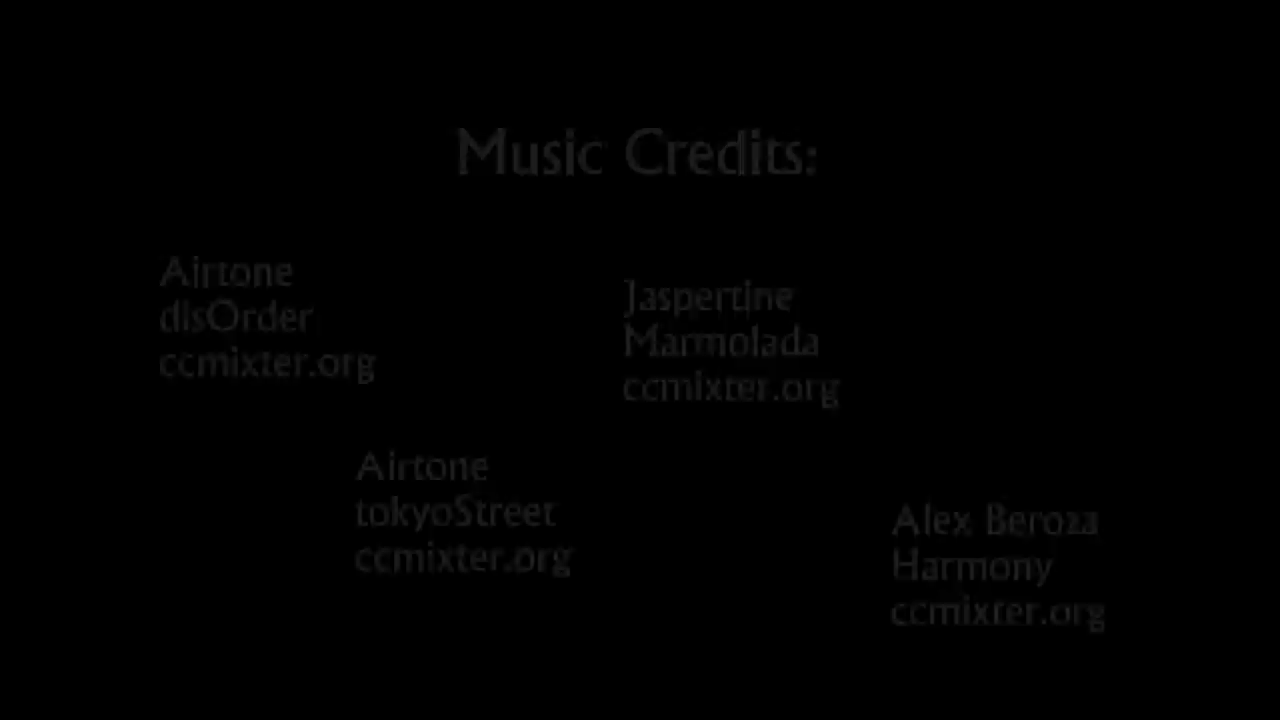 Music Credits:
Airtone
disOrder
ccmixter.org
Jaspertine
Marmolada
ccmixter.org
Airtone
tokyoStreet
ccmixter.org
Alex Beroza
Harmony
ccmixter.org